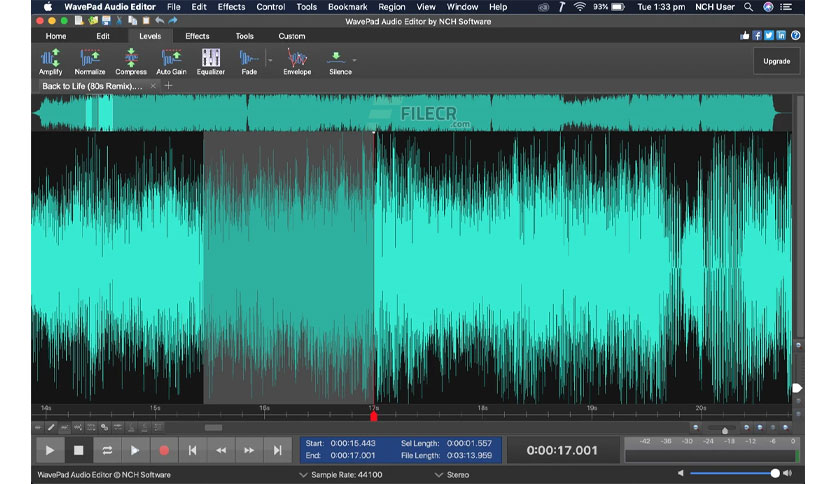 WavePad Audio Editor File Edit Effects Control Tools Bookmark Region View Window Help 93% Tue 1:33 pm NCH User
WavePad Audio Editor by NCH Software
Home Edit Levels Effects Tools Custom
Amplify Normalize Compress Auto Gain Equalizer Fade Envelope Silence Upgrade
Back to Life (80s Remix)....
FILECR
.com
14s 15s 16s 17s 18s 19s 20s
Start: 0:00:15.443 Sel Length: 0:00:01.557
End: 0:00:17.001 File Length: 0:03:13.959
0:00:17.001
-42 -36 -30 -24 -18 -12 -6 0
WavePad Audio Editor © NCH Software Sample Rate: 44100 Stereo